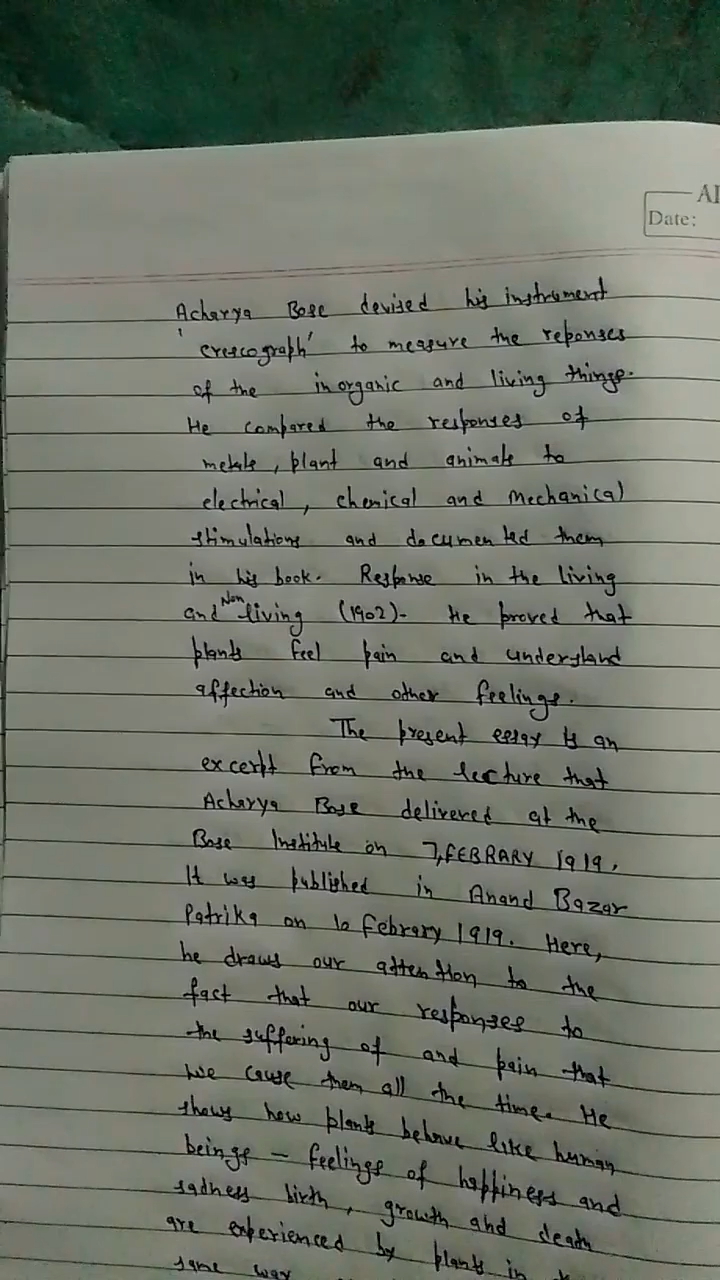 AI
Date:
Acharya Bose devised his instrument
'crescograph' to measure the reponses
of the inorganic and living things.
He compared the responses of
metals, plant and animals to
electrical, chemical and Mechanical
stimulations and documented them
in his book. Response in the living
and Non living (1902)- He proved that
plants feel pain and understand
affection and other feelings.
The present essay is an
excerpt from the lecture that
Acharya Bose delivered at the
Bose Institute on 7,FEBRARY 1919.
It was published in Anand Bazar
Patrika on 10 Febrary 1919. Here,
he draws our attention to the
fact that our responses to
the suffering of and pain that
we cause them all the time. He
shows how plants behave like human
beings - feelings of happiness and
sadness birth, growth and death
are experienced by plants in
same way